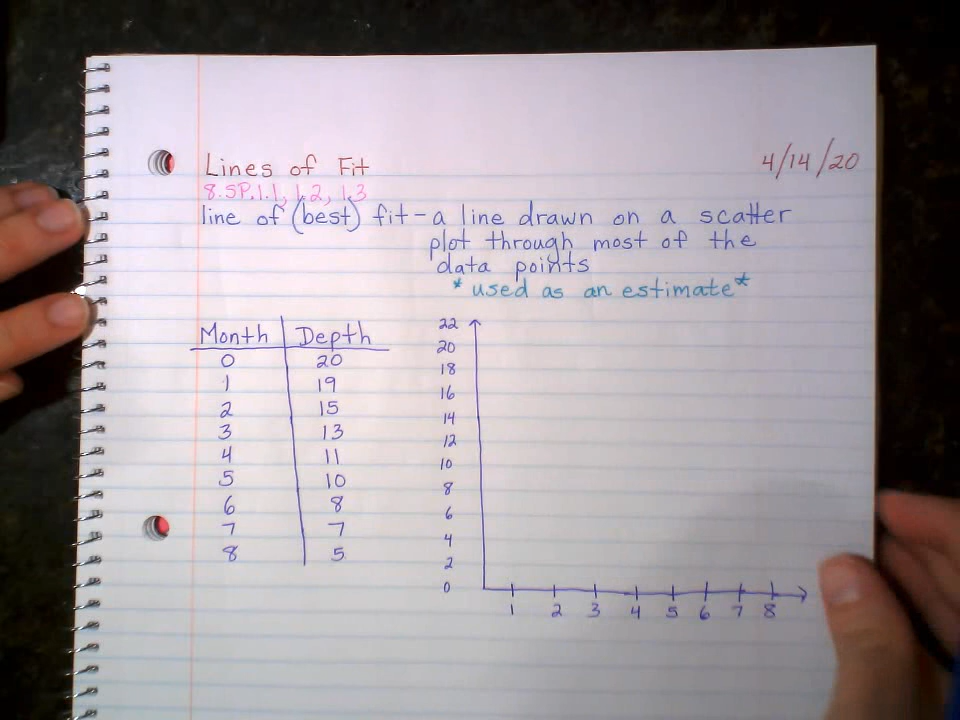 Lines of Fit 4/14/20
8.SP.1.1, 1.2, 1.3
line of (best) fit - a line drawn on a scatter
plot through most of the
data points
*used as an estimate*
Month Depth
0 20
1 19
2 15
3 13
4 11
5 10
6 8
7 7
8 5
22
20
18
16
14
12
10
8
6
4
2
0
1 2 3 4 5 6 7 8